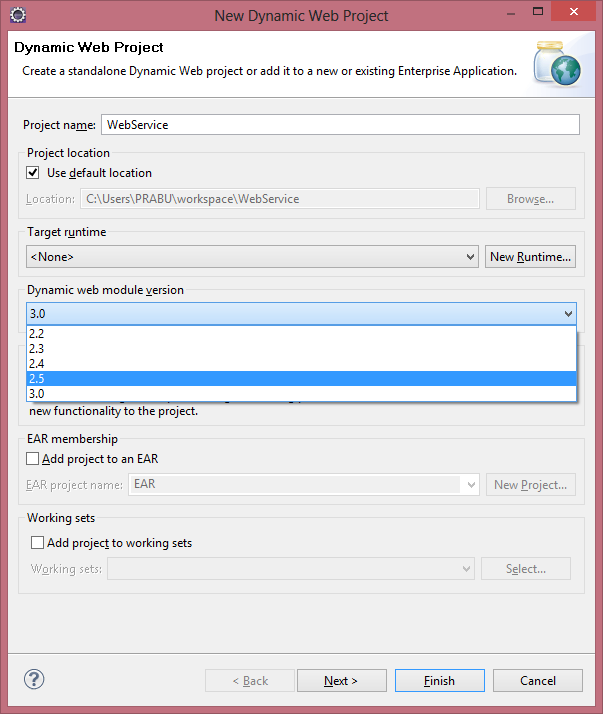 New Dynamic Web Project
Dynamic Web Project
Create a standalone Dynamic Web project or add it to a new or existing Enterprise Application.
Project name: WebService
Project location
Use default location
Location: C:\Users\PRABU\workspace\WebService Browse...
Target runtime
<None> New Runtime...
Dynamic web module version
3.0
2.2
2.3
2.4
2.5
3.0
new functionality to the project.
EAR membership
Add project to an EAR
EAR project name: EAR New Project...
Working sets
Add project to working sets
Working sets: Select...
? < Back Next > Finish Cancel